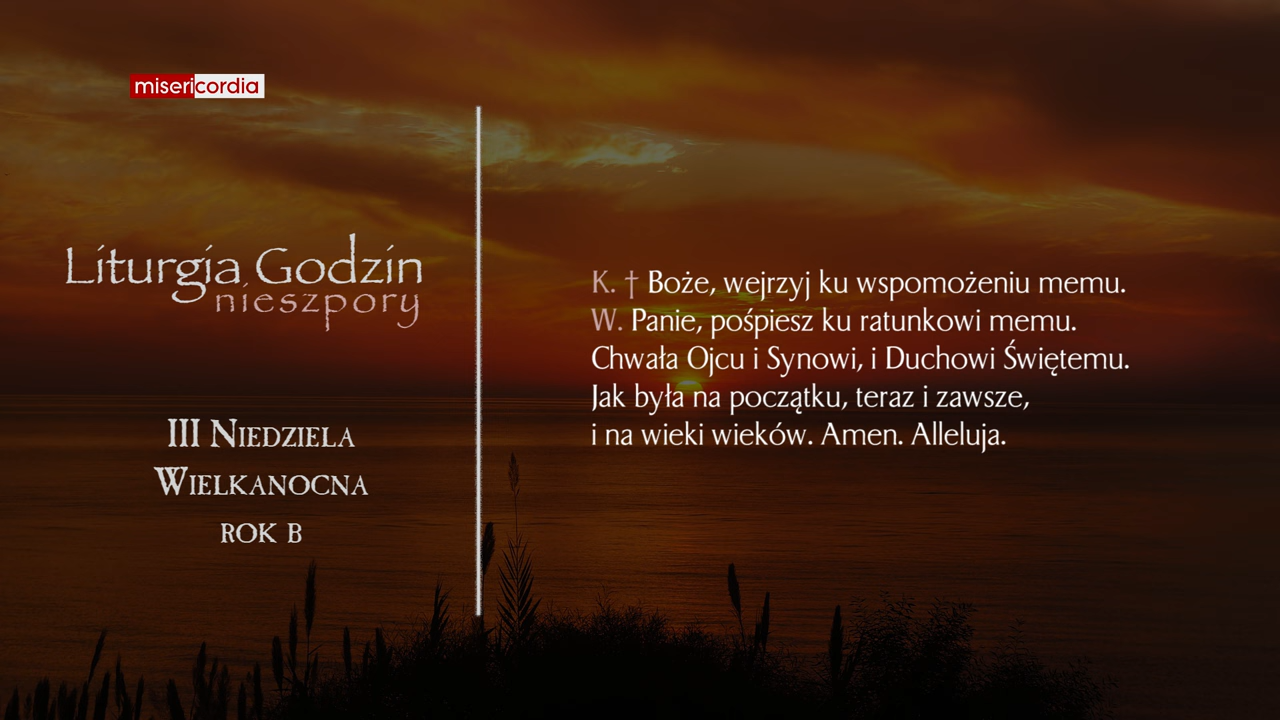 misericordia
Liturgia Godzin
nieszpory
III Niedziela
Wielkanocna
rok B
K. † Boże, wejrzyj ku wspomożeniu memu.
W. Panie, pośpiesz ku ratunkowi memu.
Chwała Ojcu i Synowi, i Duchowi Świętemu.
Jak była na początku, teraz i zawsze,
i na wieki wieków. Amen. Alleluja.